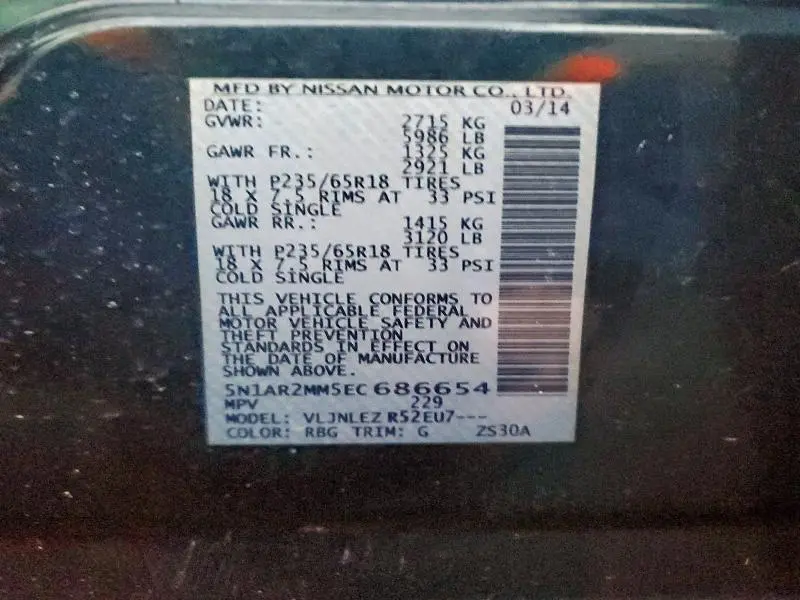 MFD BY NISSAN MOTOR CO., LTD.
DATE: 03/14
GVWR: 2715 KG
5986 LB
GAWR FR.: 1325 KG
2921 LB
WITH P235/65R18 TIRES
18 X 7.5 RIMS AT 33 PSI
COLD SINGLE
GAWR RR.: 1415 KG
3120 LB
WITH P235/65R18 TIRES
18 X 7.5 RIMS AT 33 PSI
COLD SINGLE
THIS VEHICLE CONFORMS TO
ALL APPLICABLE FEDERAL
MOTOR VEHICLE SAFETY AND
THEFT PREVENTION
STANDARDS IN EFFECT ON
THE DATE OF MANUFACTURE
SHOWN ABOVE.
5N1AR2MM5EC686654
MPV 229
MODEL: VLJNLEZ R52EU7---
COLOR: RBG TRIM: G ZS30A